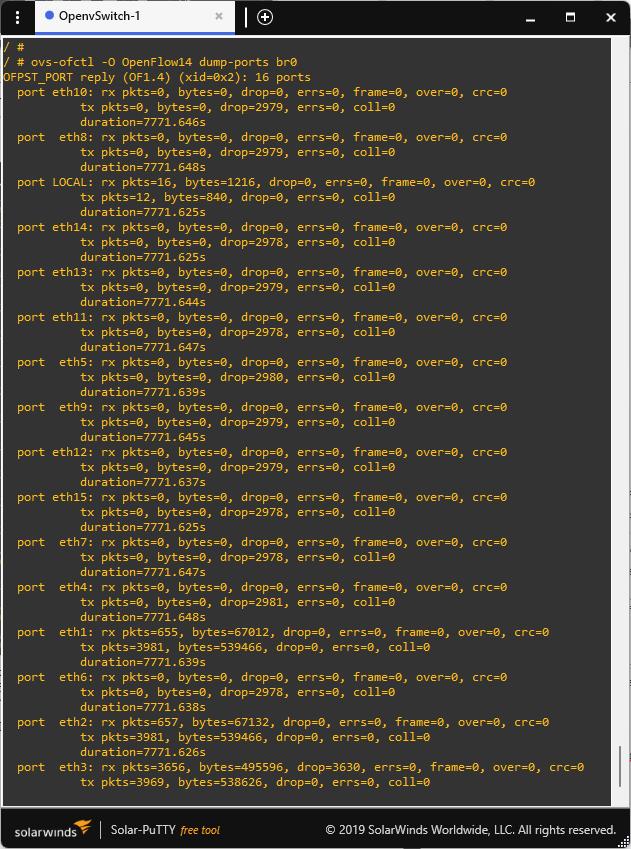 OpenvSwitch-1
/ #
/ # ovs-ofctl -O OpenFlow14 dump-ports br0
OFPST_PORT reply (OF1.4) (xid=0x2): 16 ports
  port eth10: rx pkts=0, bytes=0, drop=0, errs=0, frame=0, over=0, crc=0
           tx pkts=0, bytes=0, drop=2979, errs=0, coll=0
           duration=7771.646s
  port  eth8: rx pkts=0, bytes=0, drop=0, errs=0, frame=0, over=0, crc=0
           tx pkts=0, bytes=0, drop=2979, errs=0, coll=0
           duration=7771.648s
  port LOCAL: rx pkts=16, bytes=1216, drop=0, errs=0, frame=0, over=0, crc=0
           tx pkts=12, bytes=840, drop=0, errs=0, coll=0
           duration=7771.625s
  port eth14: rx pkts=0, bytes=0, drop=0, errs=0, frame=0, over=0, crc=0
           tx pkts=0, bytes=0, drop=2978, errs=0, coll=0
           duration=7771.625s
  port eth13: rx pkts=0, bytes=0, drop=0, errs=0, frame=0, over=0, crc=0
           tx pkts=0, bytes=0, drop=2979, errs=0, coll=0
           duration=7771.644s
  port eth11: rx pkts=0, bytes=0, drop=0, errs=0, frame=0, over=0, crc=0
           tx pkts=0, bytes=0, drop=2978, errs=0, coll=0
           duration=7771.647s
  port  eth5: rx pkts=0, bytes=0, drop=0, errs=0, frame=0, over=0, crc=0
           tx pkts=0, bytes=0, drop=2980, errs=0, coll=0
           duration=7771.639s
  port  eth9: rx pkts=0, bytes=0, drop=0, errs=0, frame=0, over=0, crc=0
           tx pkts=0, bytes=0, drop=2979, errs=0, coll=0
           duration=7771.645s
  port eth12: rx pkts=0, bytes=0, drop=0, errs=0, frame=0, over=0, crc=0
           tx pkts=0, bytes=0, drop=2979, errs=0, coll=0
           duration=7771.637s
  port eth15: rx pkts=0, bytes=0, drop=0, errs=0, frame=0, over=0, crc=0
           tx pkts=0, bytes=0, drop=2978, errs=0, coll=0
           duration=7771.625s
  port  eth7: rx pkts=0, bytes=0, drop=0, errs=0, frame=0, over=0, crc=0
           tx pkts=0, bytes=0, drop=2978, errs=0, coll=0
           duration=7771.647s
  port  eth4: rx pkts=0, bytes=0, drop=0, errs=0, frame=0, over=0, crc=0
           tx pkts=0, bytes=0, drop=2981, errs=0, coll=0
           duration=7771.648s
  port  eth1: rx pkts=655, bytes=67012, drop=0, errs=0, frame=0, over=0, crc=0
           tx pkts=3981, bytes=539466, drop=0, errs=0, coll=0
           duration=7771.639s
  port  eth6: rx pkts=0, bytes=0, drop=0, errs=0, frame=0, over=0, crc=0
           tx pkts=0, bytes=0, drop=2978, errs=0, coll=0
           duration=7771.638s
  port  eth2: rx pkts=657, bytes=67132, drop=0, errs=0, frame=0, over=0, crc=0
           tx pkts=3981, bytes=539466, drop=0, errs=0, coll=0
           duration=7771.626s
  port  eth3: rx pkts=3656, bytes=495596, drop=3630, errs=0, frame=0, over=0, crc=0
           tx pkts=3969, bytes=538626, drop=0, errs=0, coll=0
solarwinds | Solar-PuTTY free tool © 2019 SolarWinds Worldwide, LLC. All rights reserved.